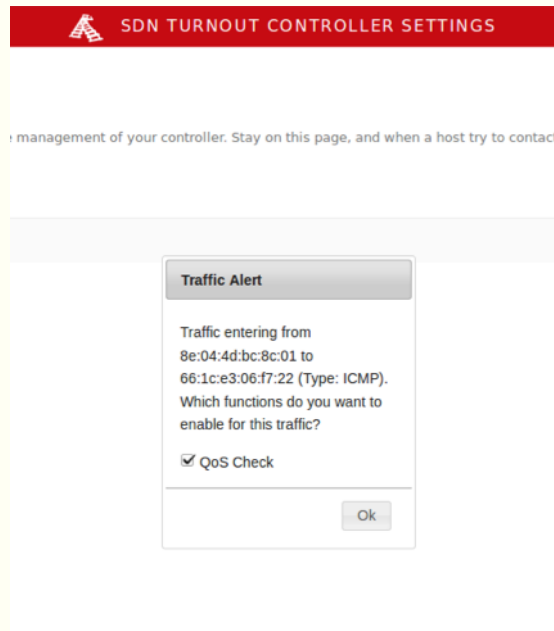 SDN TURNOUT CONTROLLER SETTINGS
management of your controller. Stay on this page, and when a host try to contact
Traffic Alert
Traffic entering from
8e:04:4d:bc:8c:01 to
66:1c:e3:06:f7:22 (Type: ICMP).
Which functions do you want to
enable for this traffic?
QoS Check
Ok